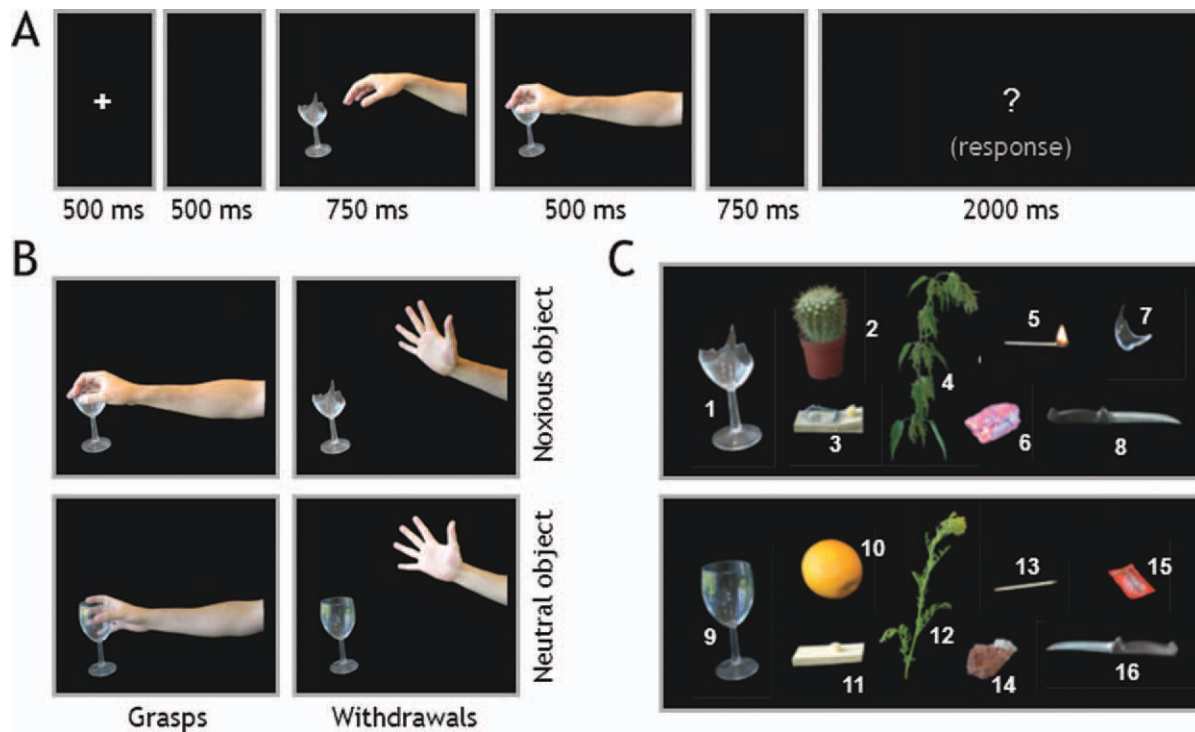 A
+
?
(response)
500 ms
500 ms
750 ms
500 ms
750 ms
2000 ms
B
Noxious object
Neutral object
Grasps
Withdrawals
C
1
2
3
4
5
6
7
8
9
10
11
12
13
14
15
16